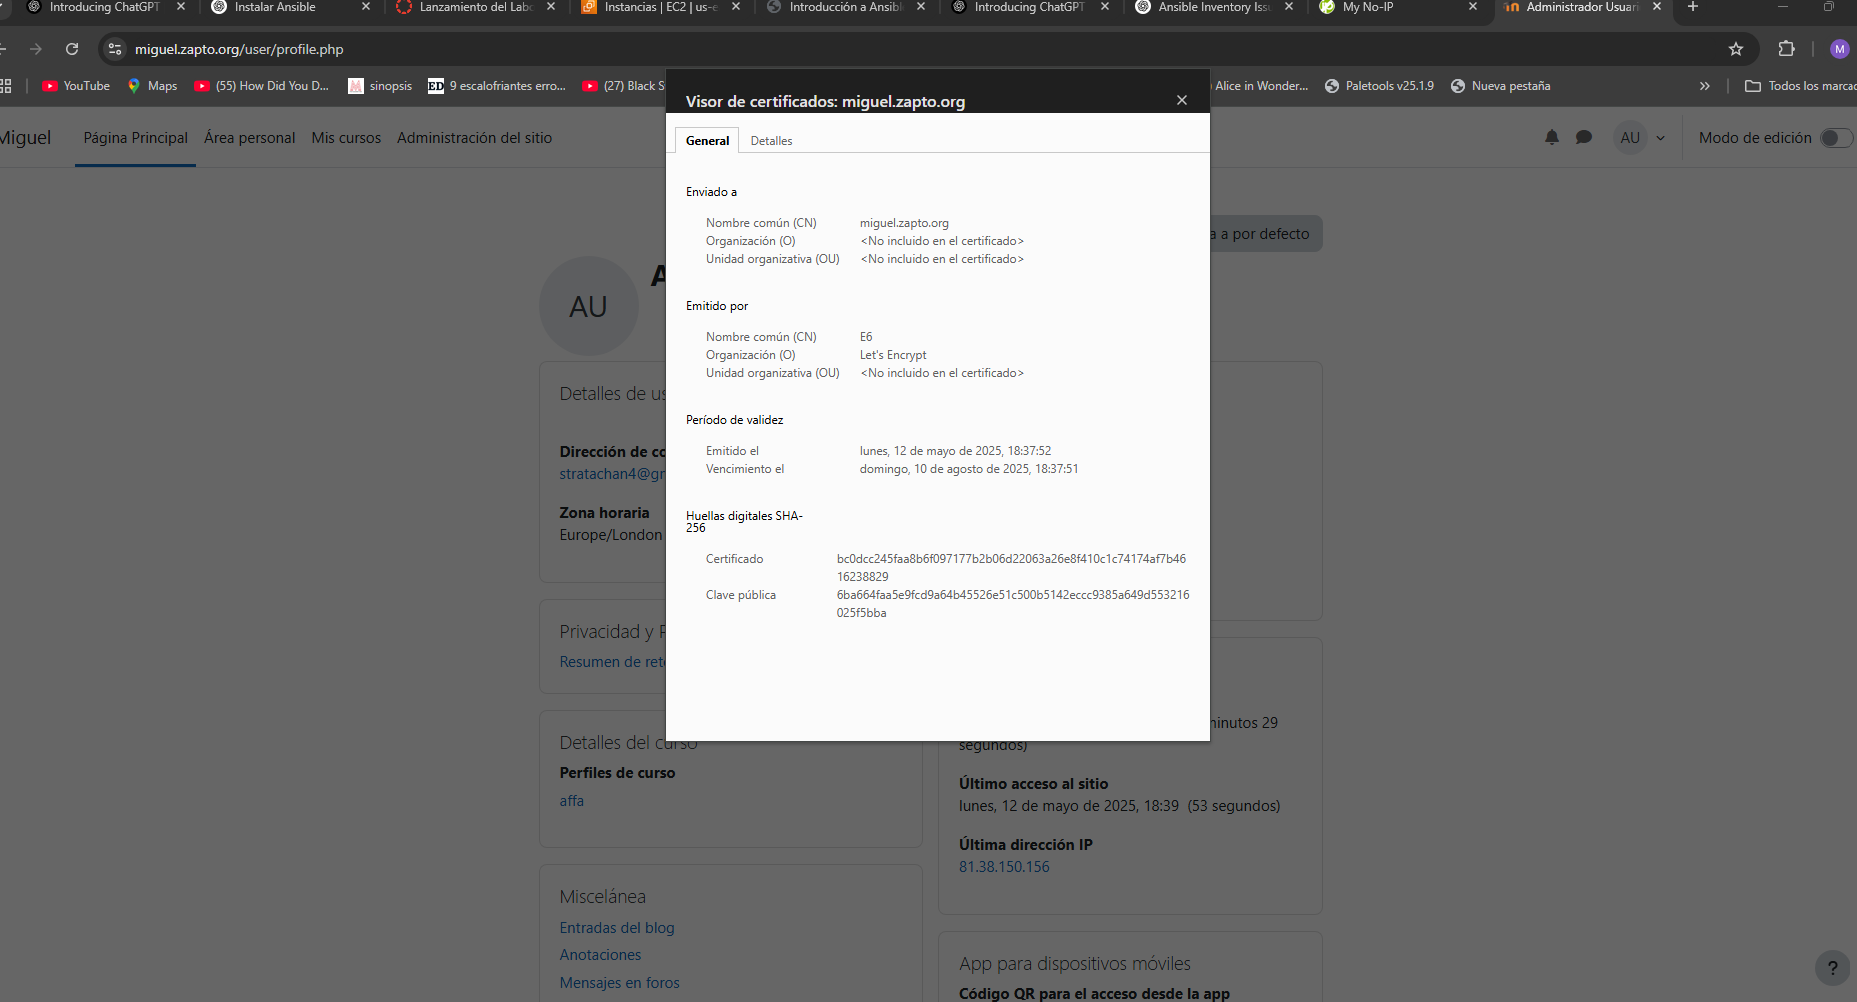 Introducing ChatGPT
Instalar Ansible
Lanzamiento del Labo
Instancias | EC2 | us-e
Introducción a Ansible
Introducing ChatGPT
Ansible Inventory Iss
My No-IP
Administrador Usuari
miguel.zapto.org/user/profile.php
M
YouTube
Maps
(55) How Did You D...
sinopsis
ED
9 escalofriantes erro...
(27) Black S
Alice in Wonder...
Paletools v25.1.9
Nueva pestaña
»
Todos los marcad
Miguel
Página Principal
Área personal
Mis cursos
Administración del sitio
AU
Modo de edición
Visor de certificados: miguel.zapto.org
General
Detalles
Enviado a
Nombre común (CN) miguel.zapto.org
Organización (O) <No incluido en el certificado>
Unidad organizativa (OU) <No incluido en el certificado>
Emitido por
Nombre común (CN) E6
Organización (O) Let's Encrypt
Unidad organizativa (OU) <No incluido en el certificado>
Período de validez
Emitido el lunes, 12 de mayo de 2025, 18:37:52
Vencimiento el domingo, 10 de agosto de 2025, 18:37:51
Huellas digitales SHA-
256
Certificado bc0dcc245faa8b6f097177b2b06d22063a26e8f410c1c74174af7b46
16238829
Clave pública 6ba664faa5e9fcd9a64b45526e51c500b5142eccc9385a649d553216
025f5bba
a a por defecto
AU
A
Detalles de us
Dirección de co
stratachan4@gr
Zona horaria
Europe/London
Privacidad y P
Resumen de rete
Detalles del curso
Perfiles de curso
affa
Miscelánea
Entradas del blog
Anotaciones
Mensajes en foros
minutos 29
segundos)
Último acceso al sitio
lunes, 12 de mayo de 2025, 18:39 (53 segundos)
Última dirección IP
81.38.150.156
App para dispositivos móviles
Código QR para el acceso desde la app
?